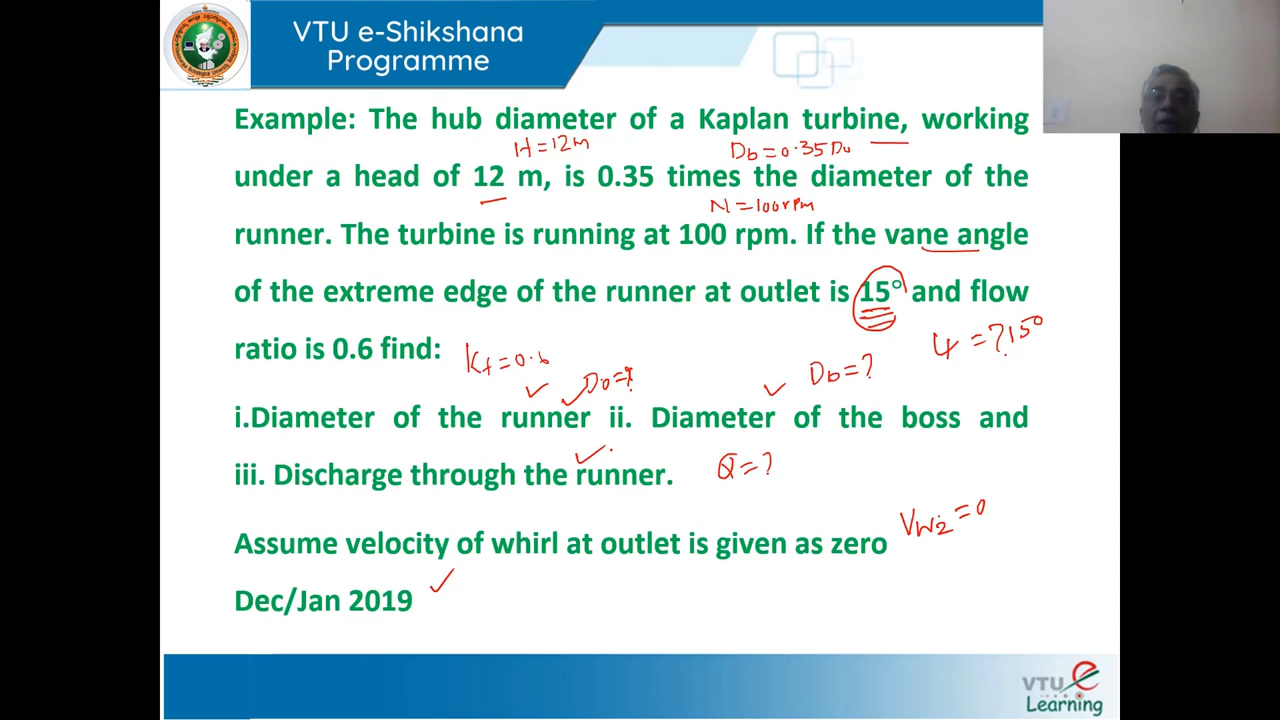 VTU e-Shikshana
Programme
Example: The hub diameter of a Kaplan turbine, working
H = 12m
Db = 0.35 Do
under a head of 12 m, is 0.35 times the diameter of the
N = 100 rpm
runner. The turbine is running at 100 rpm. If the vane angle
of the extreme edge of the runner at outlet is 15° and flow
ratio is 0.6 find:
Kf = 0.6
= ? 15°
Do = ?
Db = ?
i.Diameter of the runner ii. Diameter of the boss and
iii. Discharge through the runner.
Q = ?
Vw2 = 0
Assume velocity of whirl at outlet is given as zero
Dec/Jan 2019
VTU e
Learning